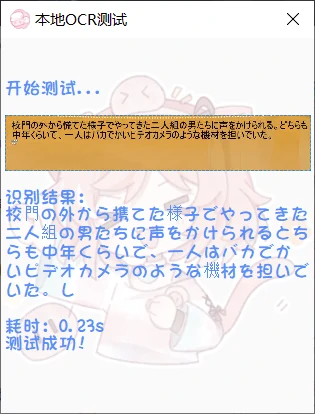 本地OCR测试
开始测试...
校門の外から慌てた様子でやってきた二人組の男たちに声をかけられる。どちらも
中年くらいで、一人はバカでかいビデオカメラのような機材を担いでいた。
识别结果:
校門の外から携てた様子でやってきた
二人組の男たちに声をかけられるとち
らも中年くらいで、一人はバカでか
いビデオカメラのような機材を担いで
いた。し
耗时: 0.23s
测试成功!